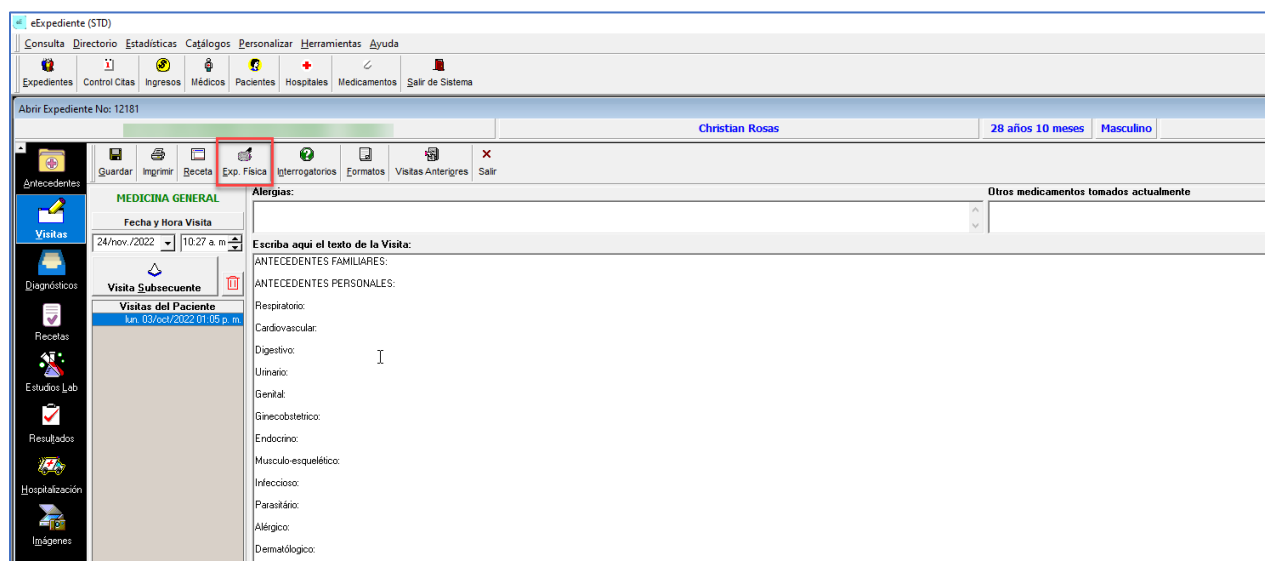 eExpediente (STD)
Consulta Directorio Estadísticas Catálogos Personalizar Herramientas Ayuda
Expedientes Control Citas Ingresos Médicos Pacientes Hospitales Medicamentos Salir de Sistema
Abrir Expediente No: 12181
Christian Rosas 28 años 10 meses Masculino
Guardar Imprimir Receta Exp. Física Interrogatorios Formatos Visitas Anteriores Salir
Antecedentes
Visitas
Diagnósticos
Recetas
Estudios Lab
Resultados
Hospitalización
Imágenes
MEDICINA GENERAL
Fecha y Hora Visita
24/nov./2022 10:27 a. m
Visita Subsecuente
Visitas del Paciente
lun. 03/oct/2022 01:05 p. m.
Alergias:
Otros medicamentos tomados actualmente
Escriba aqui el texto de la Visita:
ANTECEDENTES FAMILIARES:
ANTECEDENTES PERSONALES:
Respiratorio:
Cardiovascular:
Digestivo:
Urinario:
Genital:
Ginecobstetrico:
Endocrino:
Musculo-esquelético:
Infeccioso:
Parasitário:
Alérgico:
Dermatólogico: